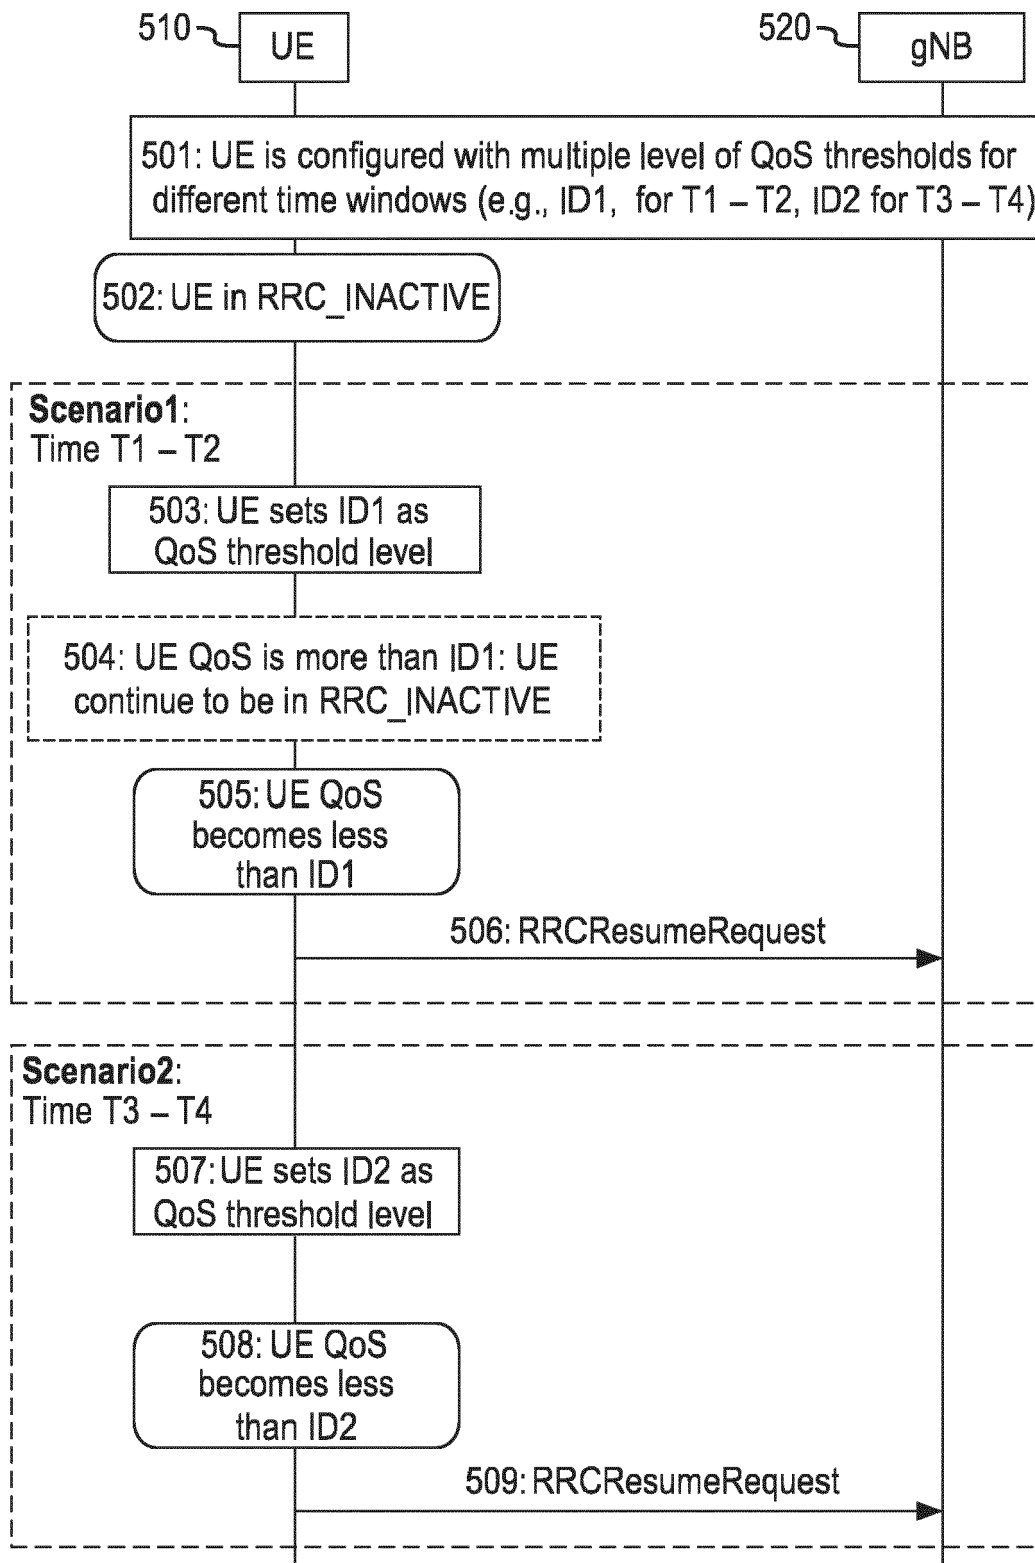 510
UE
520
gNB
501: UE is configured with multiple level of QoS thresholds for
different time windows (e.g., ID1, for T1 – T2, ID2 for T3 – T4)
502: UE in RRC_INACTIVE
Scenario1:
Time T1 – T2
503: UE sets ID1 as
QoS threshold level
504: UE QoS is more than ID1: UE
continue to be in RRC_INACTIVE
505: UE QoS
becomes less
than ID1
506: RRCResumeRequest
Scenario2:
Time T3 – T4
507: UE sets ID2 as
QoS threshold level
508: UE QoS
becomes less
than ID2
509: RRCResumeRequest